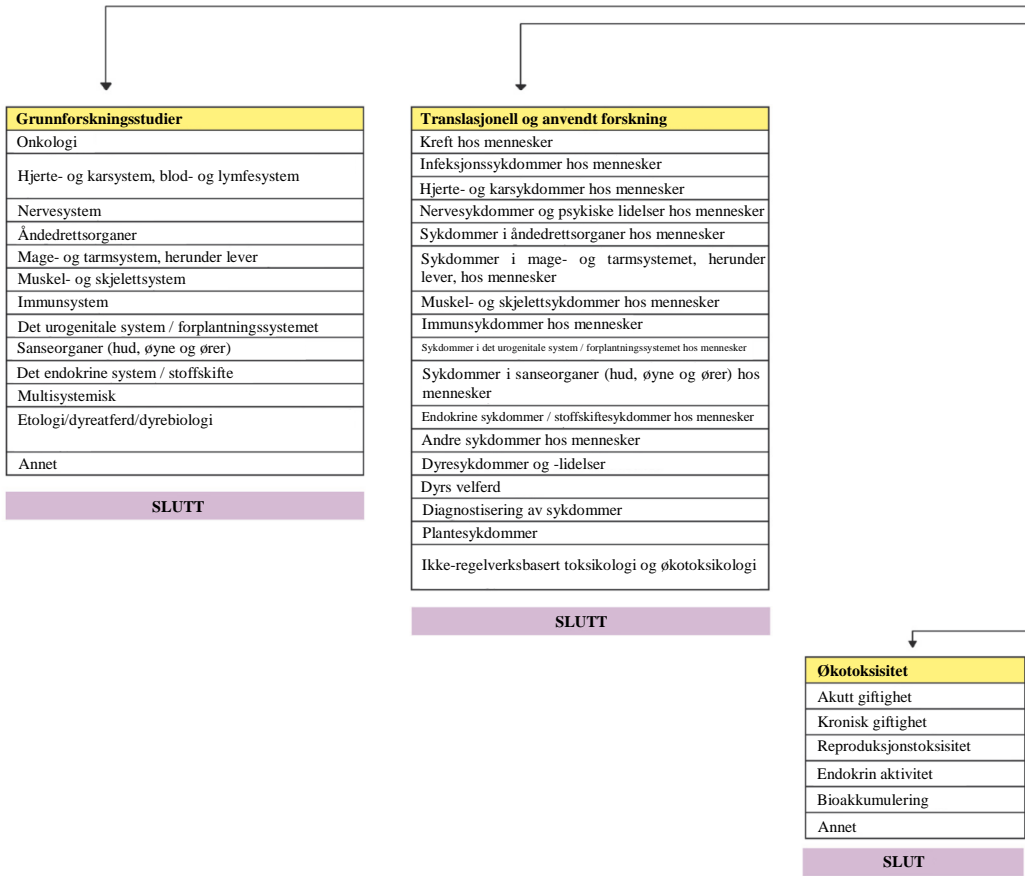 Grunnforskningsstudier
Onkologi
Hjerte- og karsystem, blod- og lymfesystem
Nervesystem
Åndedrettsorganer
Mage- og tarmsystem, herunder lever
Muskel- og skjelettsystem
Immunsystem
Det urogenitale system / forplantningssystemet
Sanseorganer (hud, øyne og ører)
Det endokrine system / stoffskifte
Multisystemisk
Etologi/dyreatferd/dyrebiologi
Annet
SLUTT
Translasjonell og anvendt forskning
Kreft hos mennesker
Infeksjonssykdommer hos mennesker
Hjerte- og karsykdommer hos mennesker
Nervesykdommer og psykiske lidelser hos mennesker
Sykdommer i åndedrettsorganer hos mennesker
Sykdommer i mage- og tarmsystemet, herunder
lever, hos mennesker
Muskel- og skjelettsykdommer hos mennesker
Immunsykdommer hos mennesker
Sykdommer i det urogenitale system / forplantningssystemet hos mennesker
Sykdommer i sanseorganer (hud, øyne og ører) hos
mennesker
Endokrine sykdommer / stoffskiftesykdommer hos mennesker
Andre sykdommer hos mennesker
Dyresykdommer og -lidelser
Dyrs velferd
Diagnostisering av sykdommer
Plantesykdommer
Ikke-regelverksbasert toksikologi og økotoksikologi
SLUTT
Økotoksisitet
Akutt giftighet
Kronisk giftighet
Reproduksjonstoksisitet
Endokrin aktivitet
Bioakkumulering
Annet
SLUT